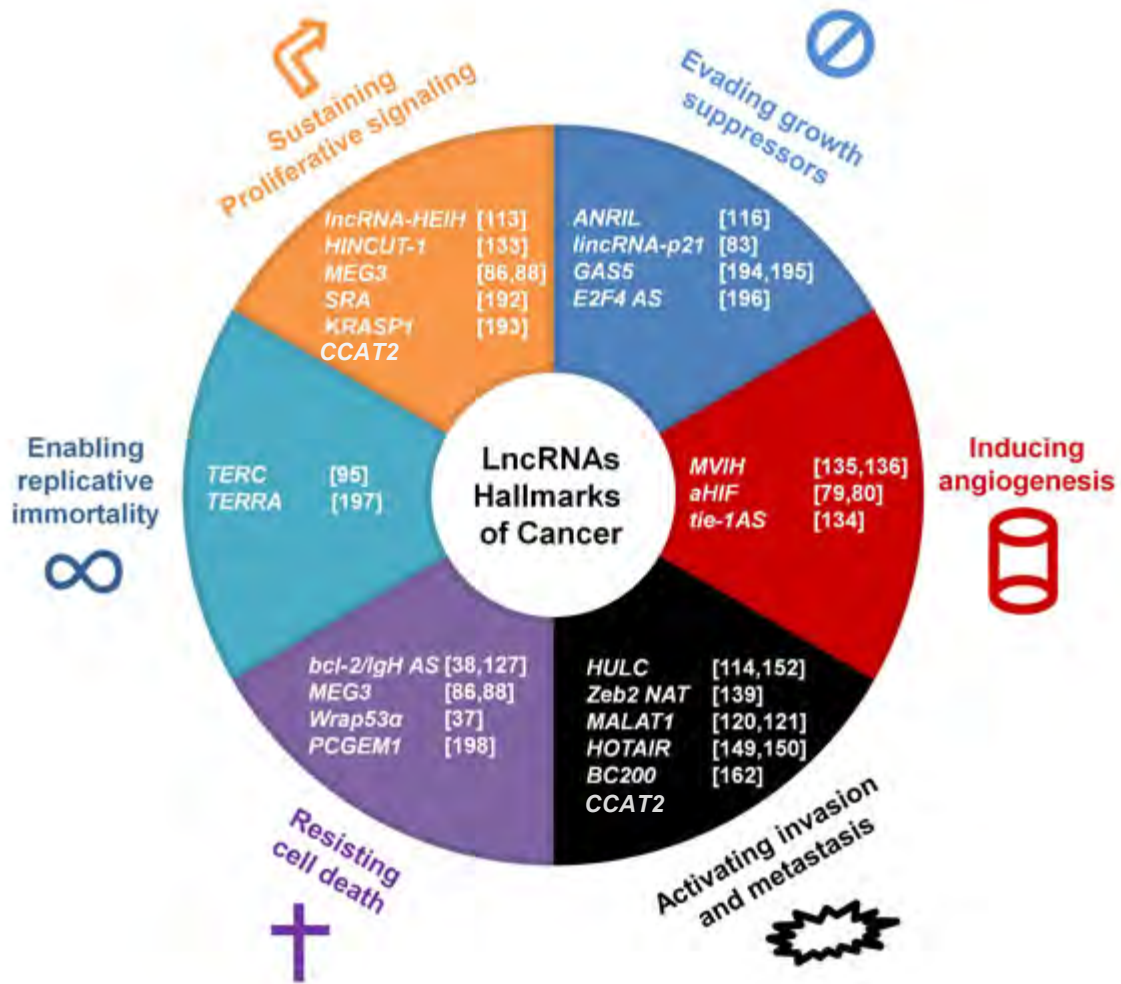 Sustaining
Proliferative signaling
lncRNA-HEIH [113]
HINCUT-1 [133]
MEG3 [86,88]
SRA [192]
KRASP1 [193]
CCAT2
Evading growth
suppressors
ANRIL [116]
lincRNA-p21 [83]
GAS5 [194,195]
E2F4 AS [196]
Enabling
replicative
immortality
TERC [95]
TERRA [197]
LncRNAs
Hallmarks
of Cancer
MVIH [135,136]
aHIF [79,80]
tie-1AS [134]
Inducing
angiogenesis
bcl-2/IgH AS [38,127]
MEG3 [86,88]
Wrap53α [37]
PCGEM1 [198]
Resisting
cell death
HULC [114,152]
Zeb2 NAT [139]
MALAT1 [120,121]
HOTAIR [149,150]
BC200 [162]
CCAT2
Activating invasion
and metastasis